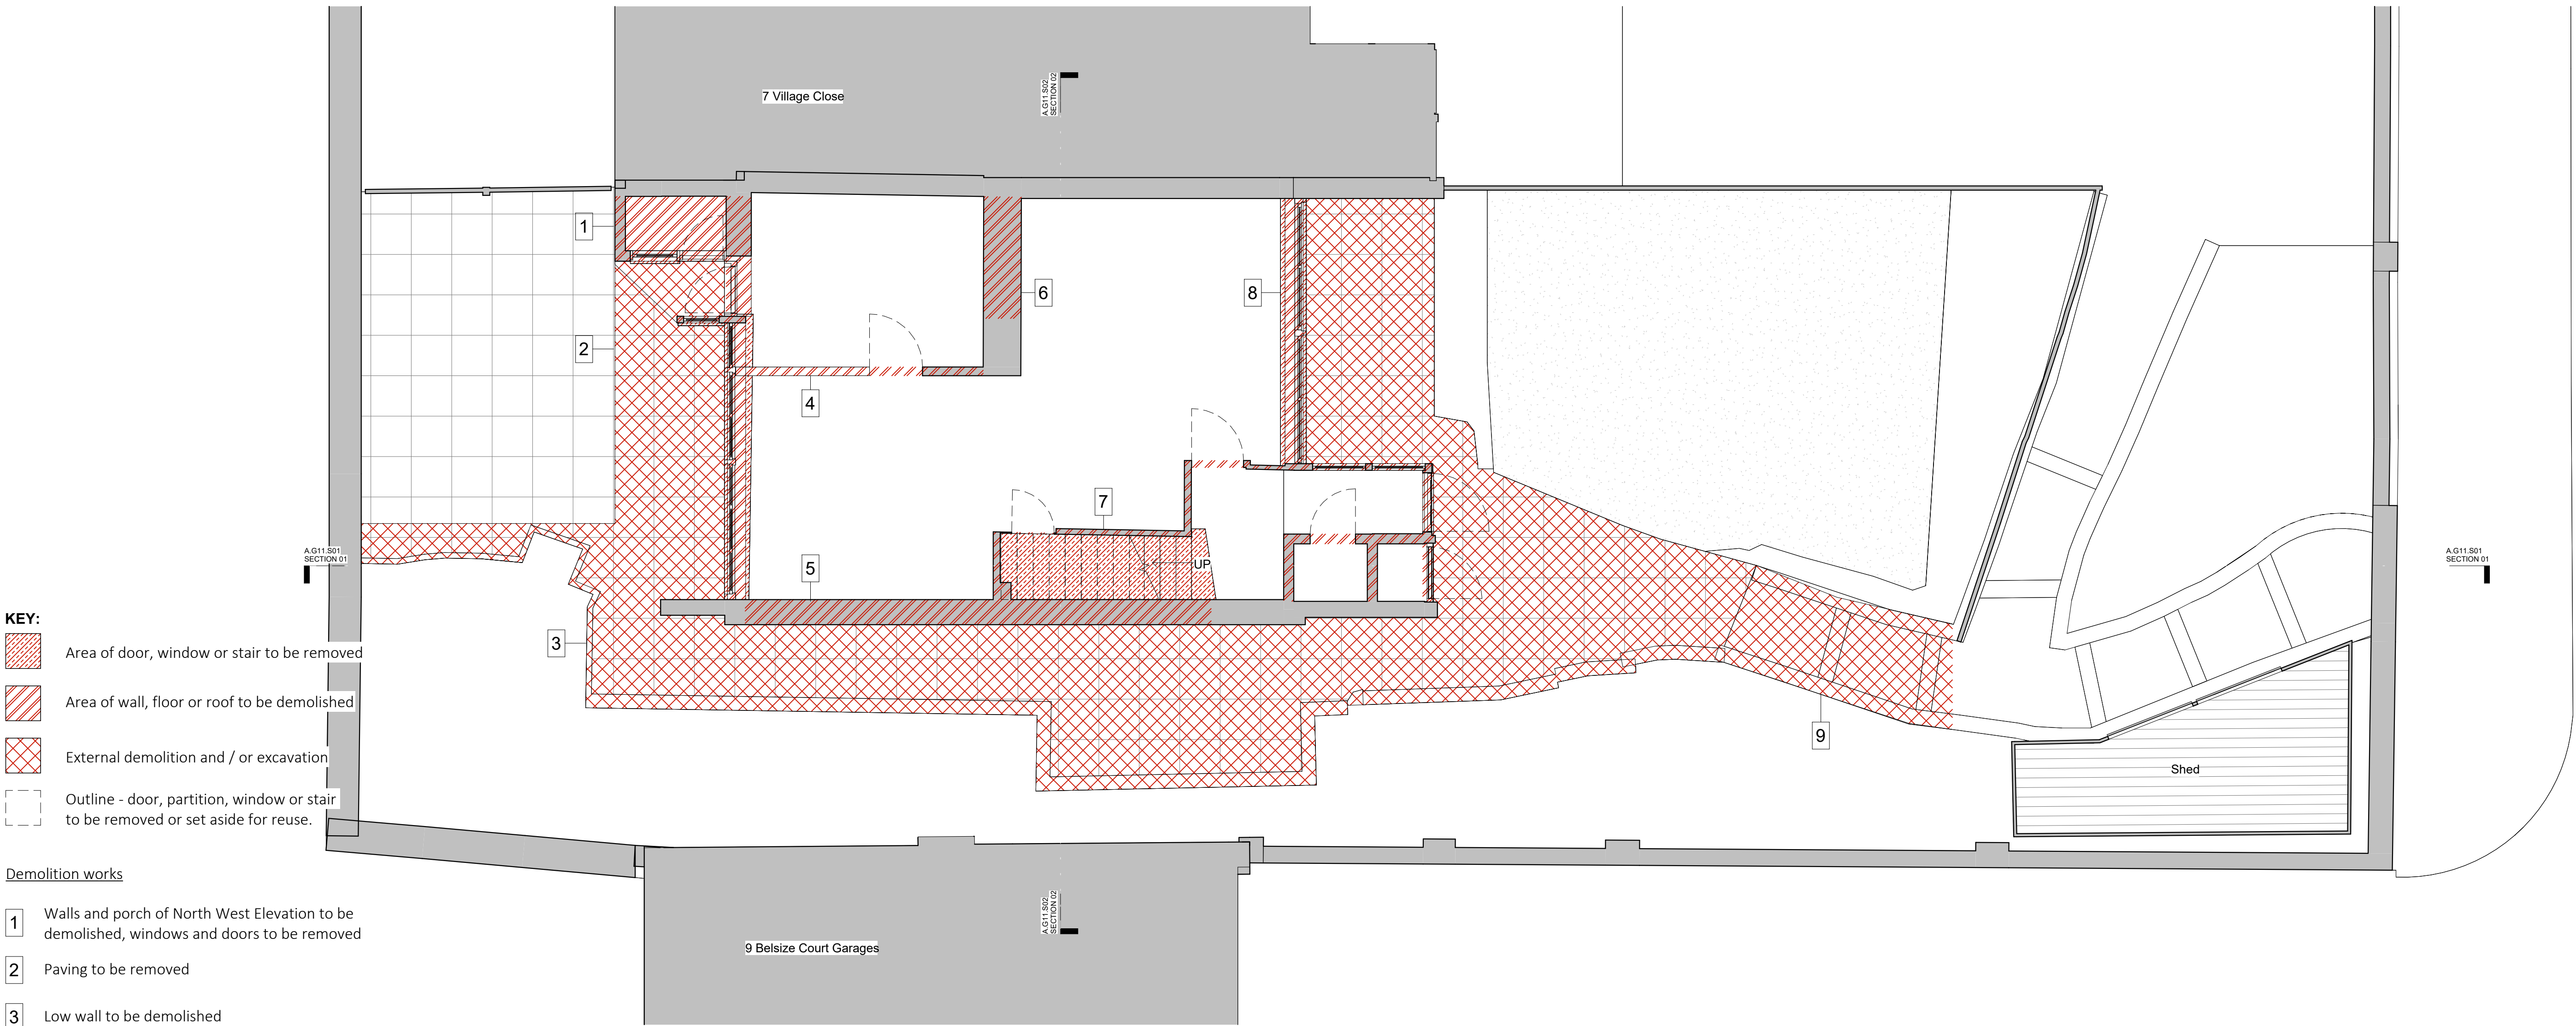 7 Village Close
A.G11.S02
SECTION 02
1
2
6
8
4
7
UP
5
3
9
A.G11.S01
SECTION 01
A.G11.S01
SECTION 01
Shed
A.G11.S02
SECTION 02
9 Belsize Court Garages
KEY:
Area of door, window or stair to be removed
Area of wall, floor or roof to be demolished
External demolition and / or excavation
Outline - door, partition, window or stair
to be removed or set aside for reuse.
Demolition works
1 Walls and porch of North West Elevation to be
demolished, windows and doors to be removed
2 Paving to be removed
3 Low wall to be demolished